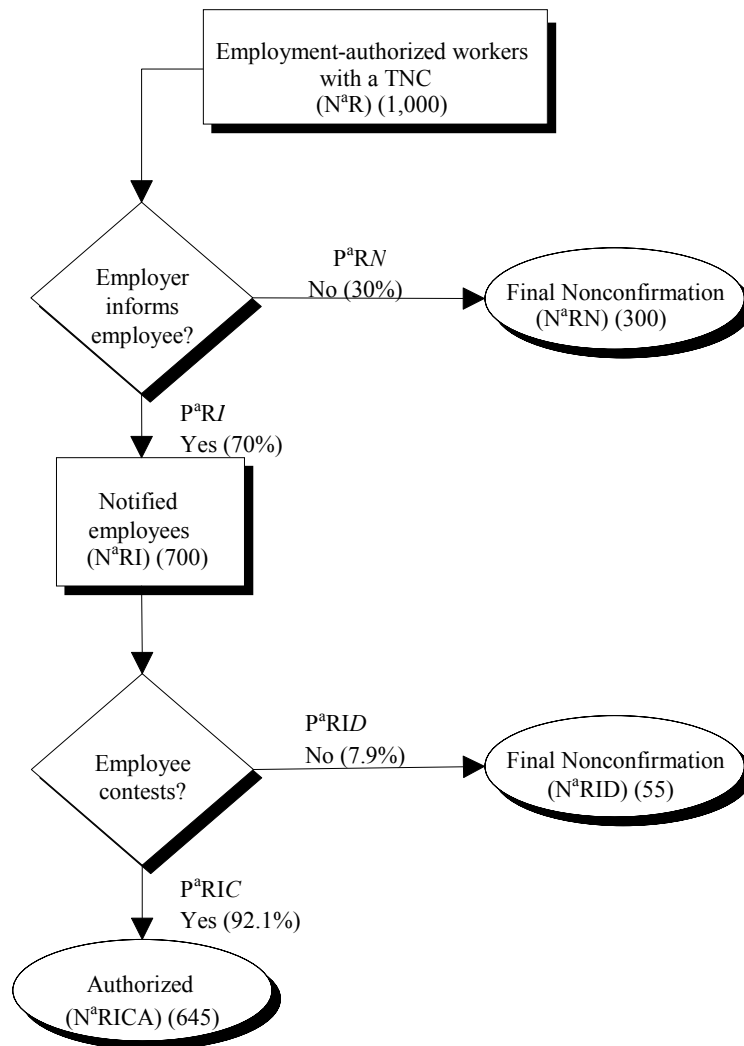 Employment-authorized workers
with a TNC
(NᵃR) (1,000)
Employer
informs
employee?
PᵃRN
No (30%)
Final Nonconfirmation
(NᵃRN) (300)
PᵃRI
Yes (70%)
Notified
employees
(NᵃRI) (700)
Employee
contests?
PᵃRID
No (7.9%)
Final Nonconfirmation
(NᵃRID) (55)
PᵃRIC
Yes (92.1%)
Authorized
(NᵃRICA) (645)